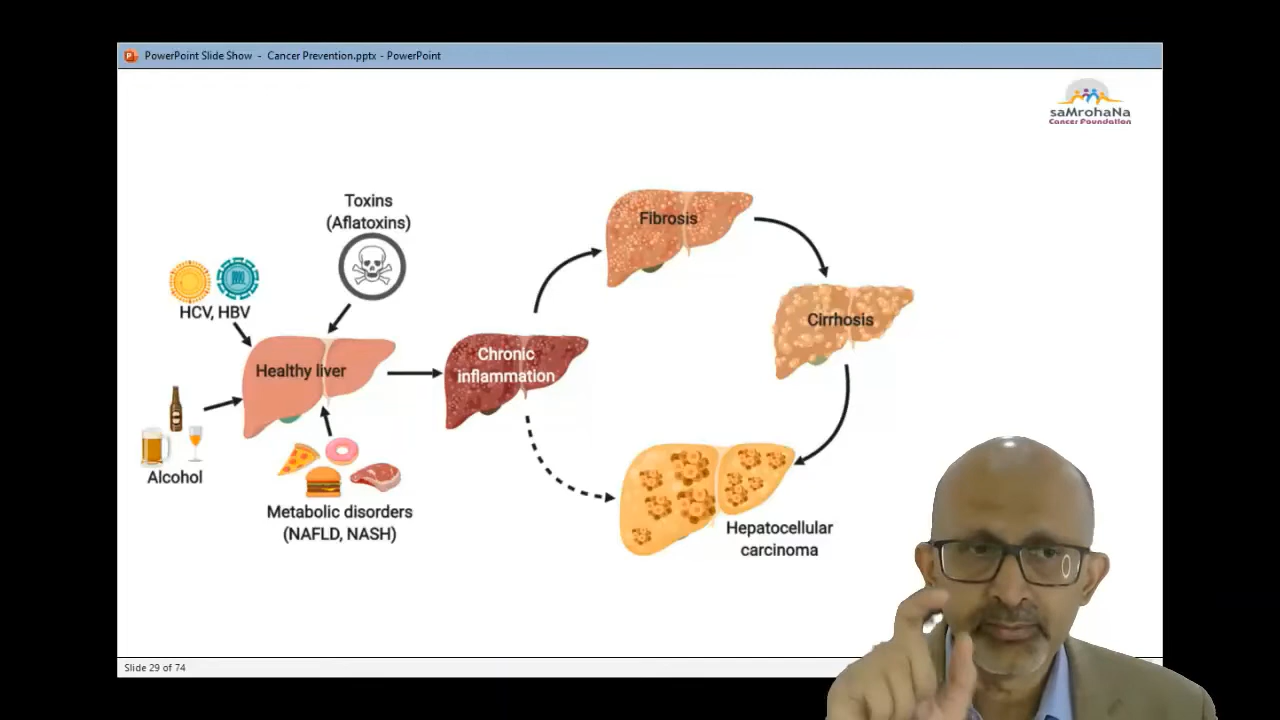 PowerPoint Slide Show - Cancer Prevention.pptx - PowerPoint
saMrohaNa
Cancer Foundation
Toxins
(Aflatoxins)
HCV, HBV
Healthy liver
Alcohol
Metabolic disorders
(NAFLD, NASH)
Chronic
inflammation
Fibrosis
Cirrhosis
Hepatocellular
carcinoma
Slide 29 of 74